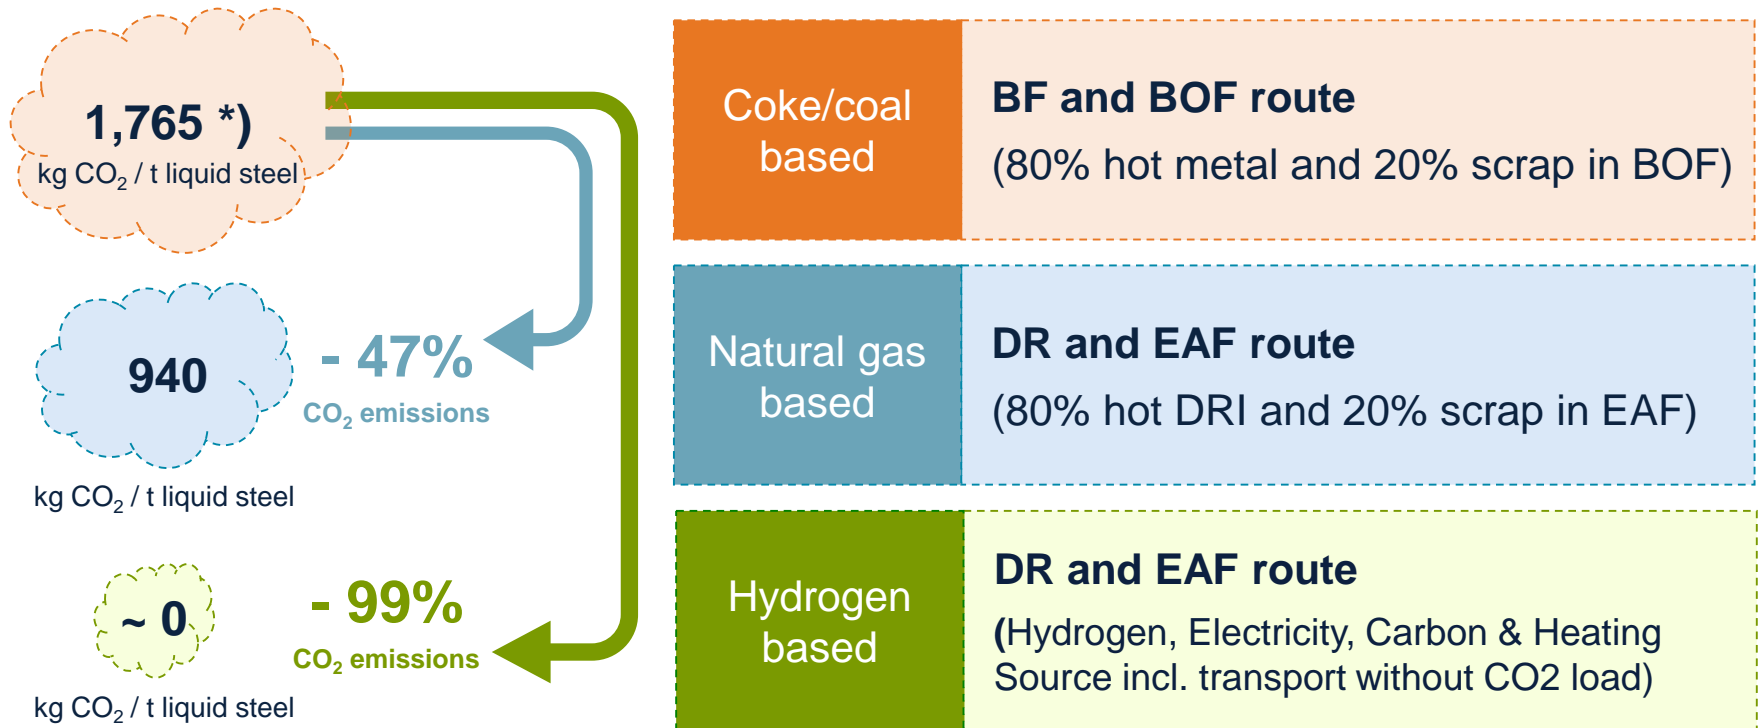 1,765 *)
kg CO₂ / t liquid steel
Coke/coal
based
BF and BOF route
(80% hot metal and 20% scrap in BOF)
940
- 47%
CO₂ emissions
kg CO₂ / t liquid steel
Natural gas
based
DR and EAF route
(80% hot DRI and 20% scrap in EAF)
~ 0
- 99%
CO₂ emissions
kg CO₂ / t liquid steel
Hydrogen
based
DR and EAF route
(Hydrogen, Electricity, Carbon & Heating
Source incl. transport without CO2 load)